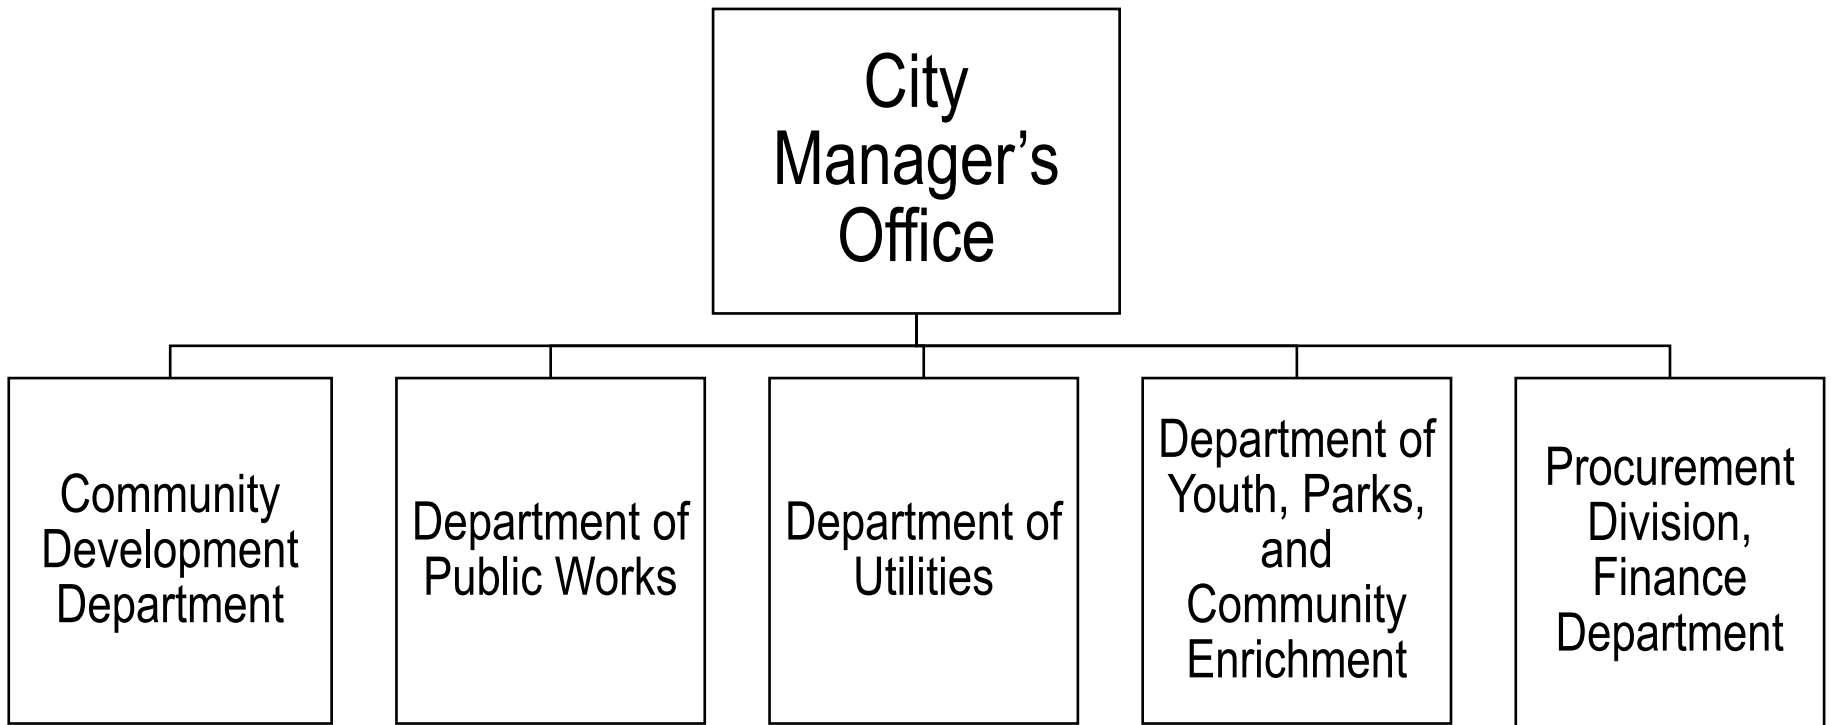 City
Manager’s
Office
Community
Development
Department
Department of
Public Works
Department of
Utilities
Department of
Youth, Parks,
and
Community
Enrichment
Procurement
Division,
Finance
Department